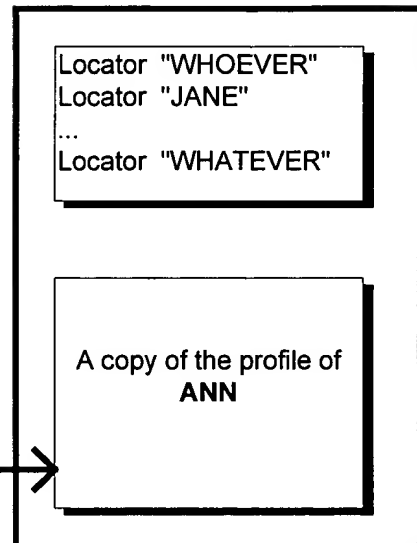 Locator "WHOEVER"
Locator "JANE"
...
Locator "WHATEVER"
A copy of the profile of
ANN